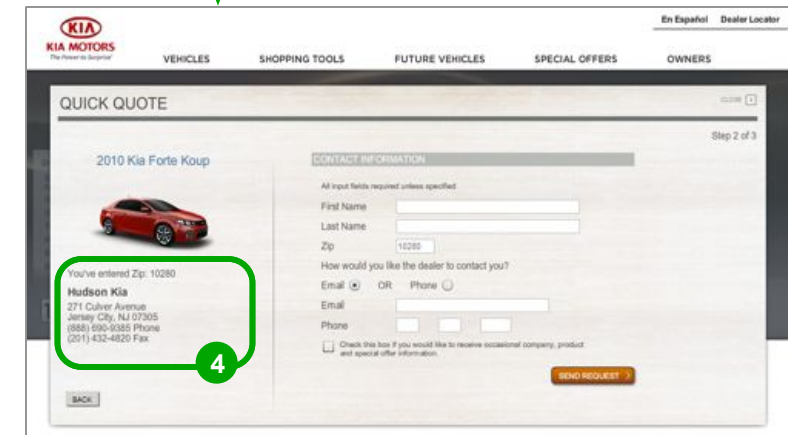 En Español Dealer Locator
KIA
KIA MOTORS
The Power to Surprise
VEHICLES SHOPPING TOOLS FUTURE VEHICLES SPECIAL OFFERS OWNERS
QUICK QUOTE
CLOSE x
Step 2 of 3
2010 Kia Forte Koup
CONTACT INFORMATION
All input fields required unless specified
First Name
Last Name
Zip 10280
How would you like the dealer to contact you?
Email OR Phone
Email
Phone
Check this box if you would like to receive occasional company, product
and special offer information.
SEND REQUEST >
You've entered Zip: 10280
Hudson Kia
271 Culver Avenue
Jersey City, NJ 07305
(888) 690-9385 Phone
(201) 432-4820 Fax
4
BACK